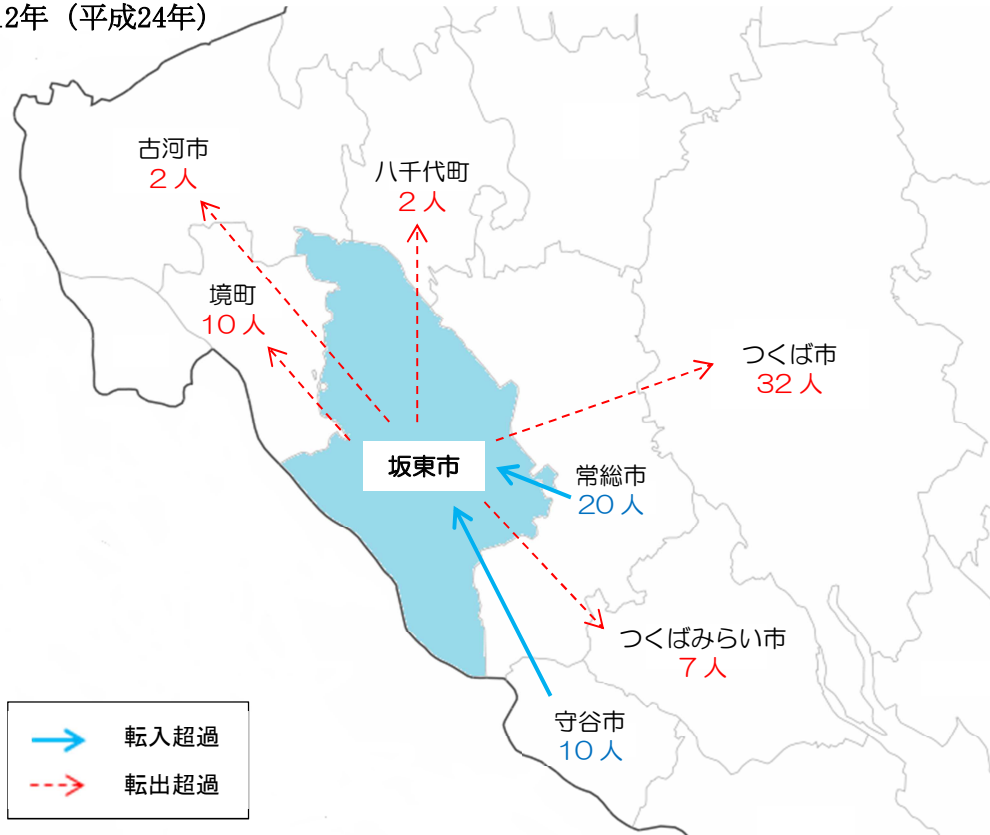 12年（平成24年）
古河市
2人
八千代町
2人
境町
10人
つくば市
32人
坂東市
常総市
20人
つくばみらい市
7人
守谷市
10人
転入超過
転出超過